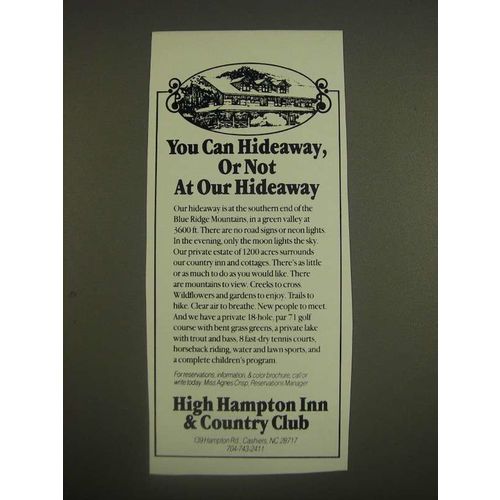 You Can Hideaway,
Or Not
At Our Hideaway
Our hideaway is at the southern end of the
Blue Ridge Mountains, in a green valley at
3600 ft. There are no road signs or neon lights.
In the evening, only the moon lights the sky.
Our private estate of 1200 acres surrounds
our country inn and cottages. There's as little
or as much to do as you would like. There
are mountains to view. Creeks to cross.
Wildflowers and gardens to enjoy. Trails to
hike. Clear air to breathe. New people to meet.
And we have a private 18-hole, par 71 golf
course with bent grass greens, a private lake
with trout and bass, 8 fast-dry tennis courts,
horseback riding, water and lawn sports, and
a complete children's program.
For reservations, information, & color brochure, call or
write today. Miss Agnes Crisp, Reservations Manager
High Hampton Inn
& Country Club
139 Hampton Rd., Cashiers, NC 28717
704-743-2411